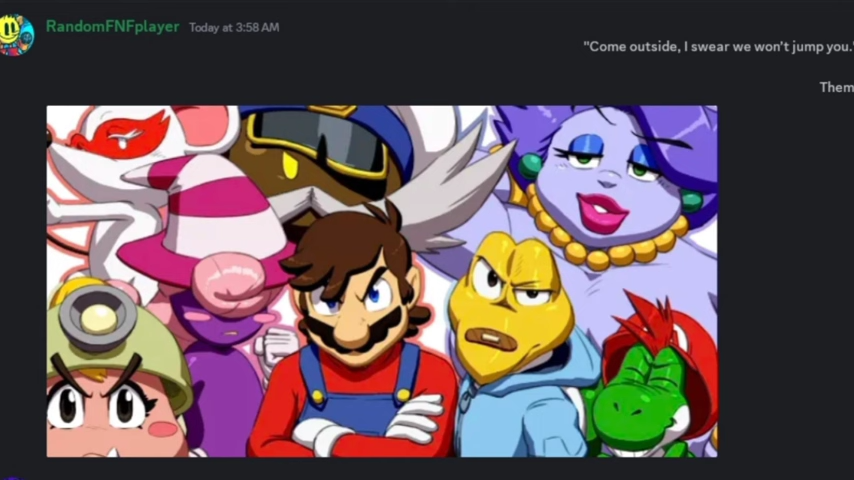 RandomFNFplayer Today at 3:58 AM
"Come outside, I swear we won't jump you."
Them